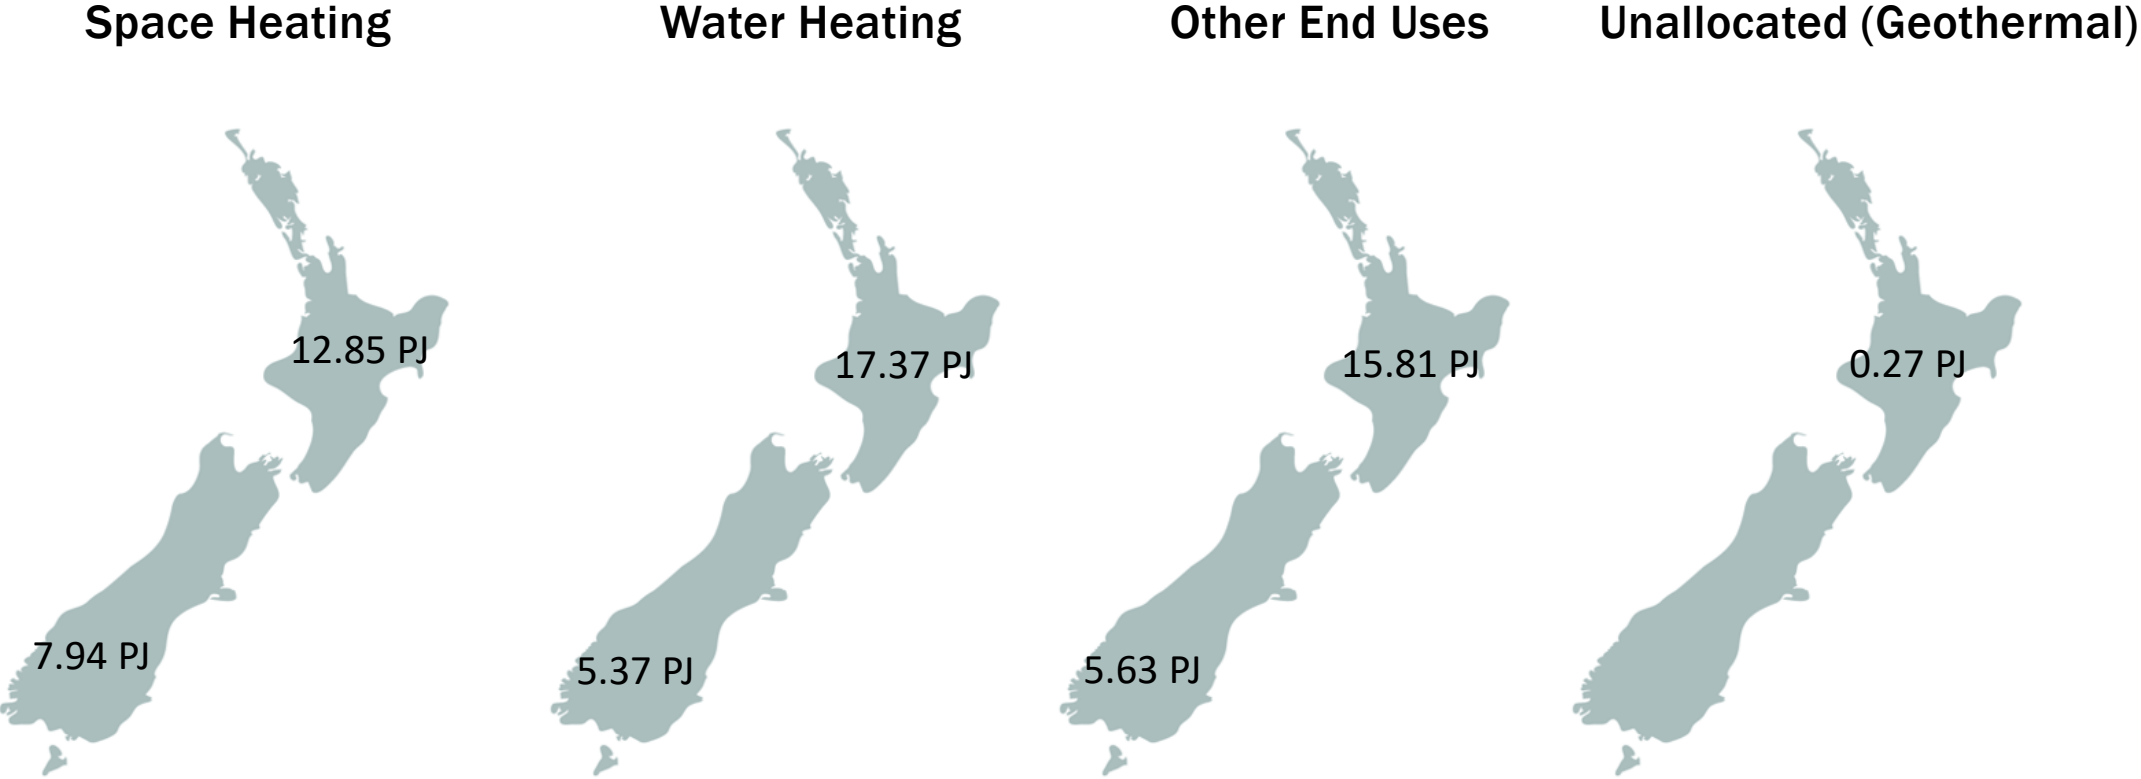 Space Heating
Water Heating
Other End Uses
Unallocated (Geothermal)
12.85 PJ
17.37 PJ
15.81 PJ
0.27 PJ
7.94 PJ
5.37 PJ
5.63 PJ